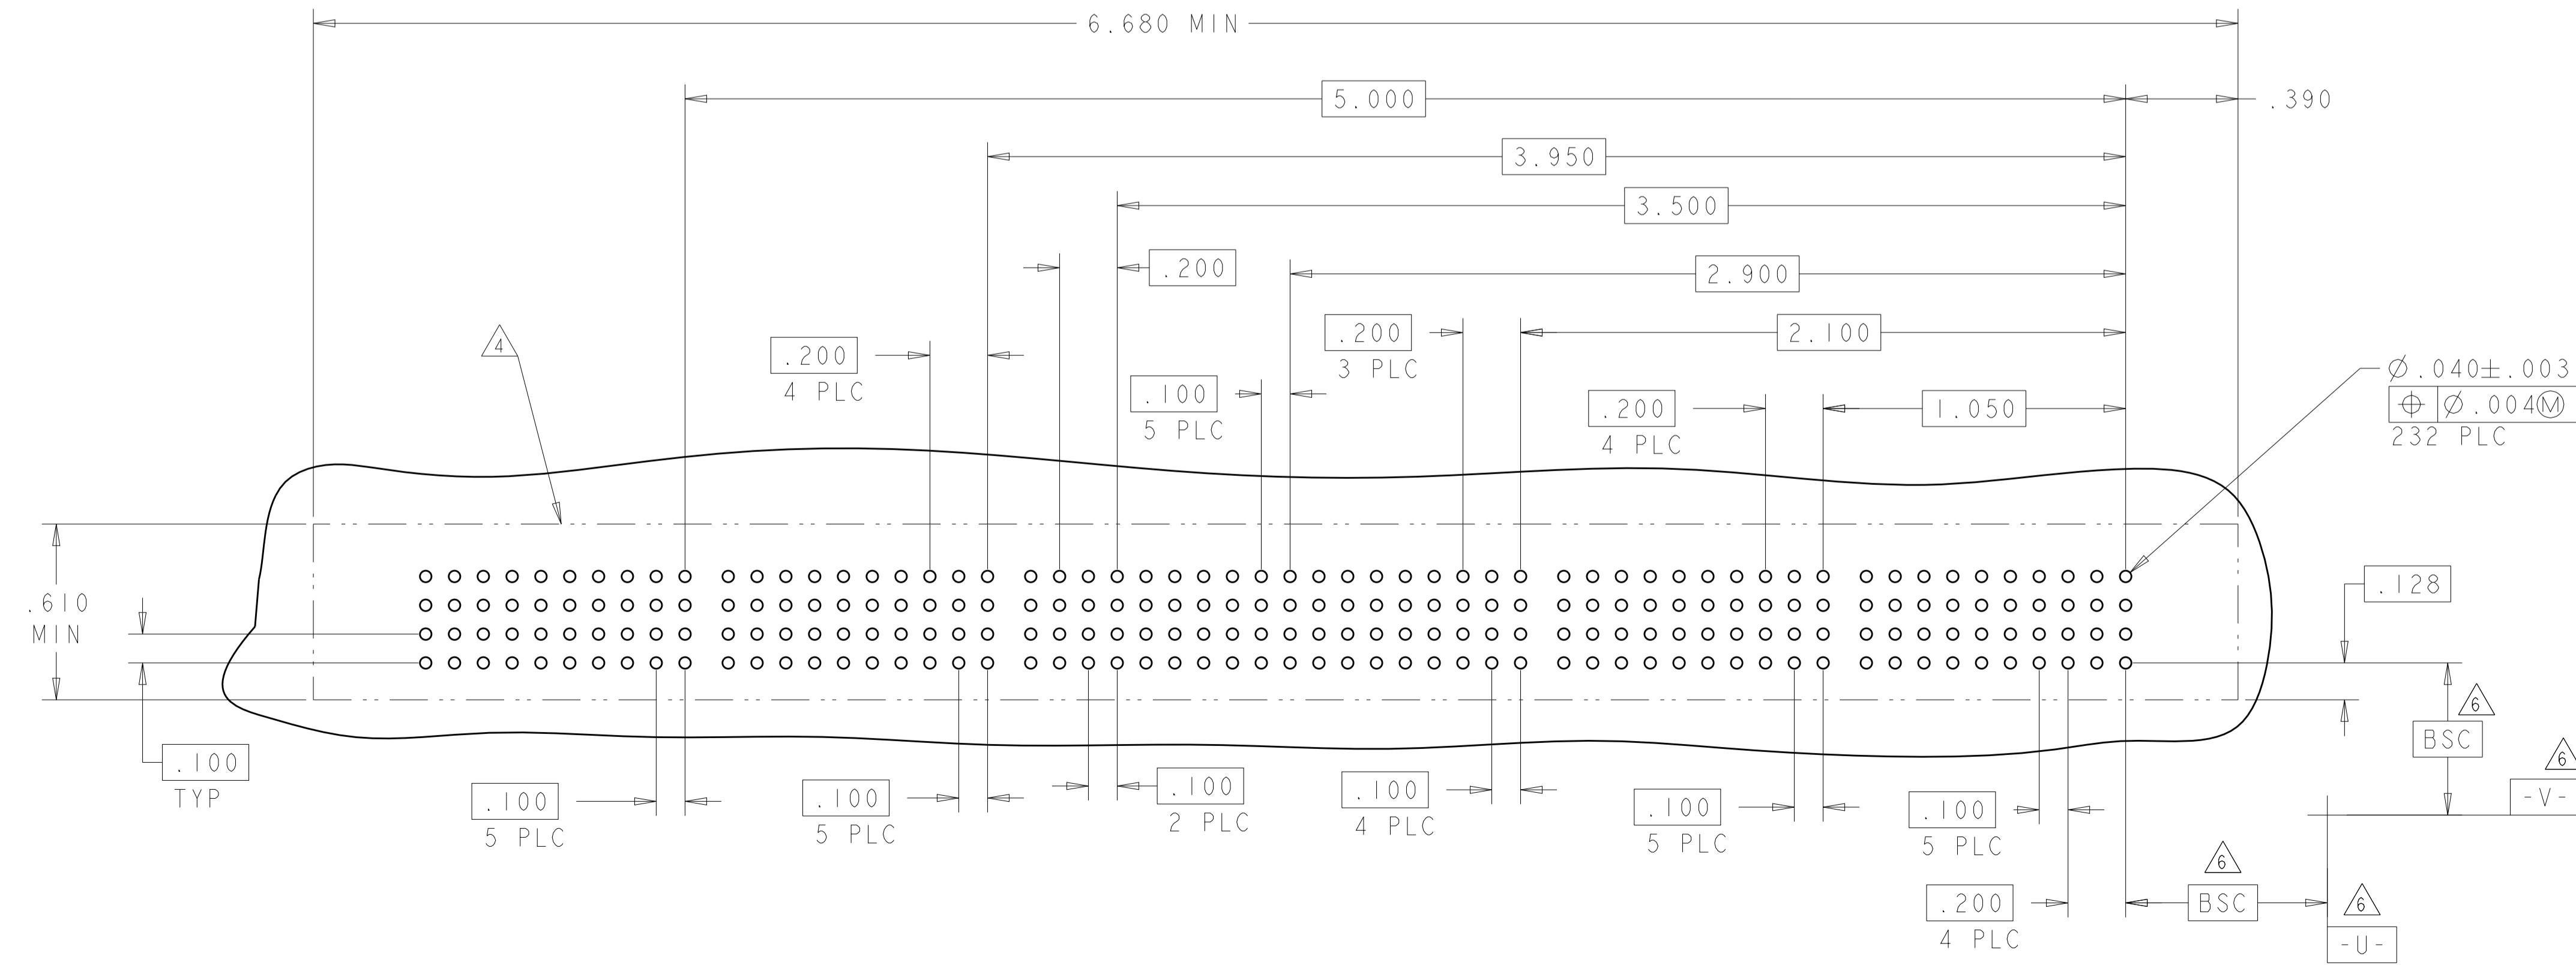 6.680 MIN
5.000
.390
3.950
3.500
.200
2.900
.200
3 PLC
2.100
4
.200
4 PLC
.100
5 PLC
.200
4 PLC
1.050
Ø.040±.003
⌖ Ø.004Ⓜ
232 PLC
.610
MIN
.128
6
BSC
6
-V-
.100
TYP
.100
5 PLC
.100
5 PLC
.100
2 PLC
.100
4 PLC
.100
5 PLC
.100
5 PLC
6
.200
4 PLC
BSC
6
-U-